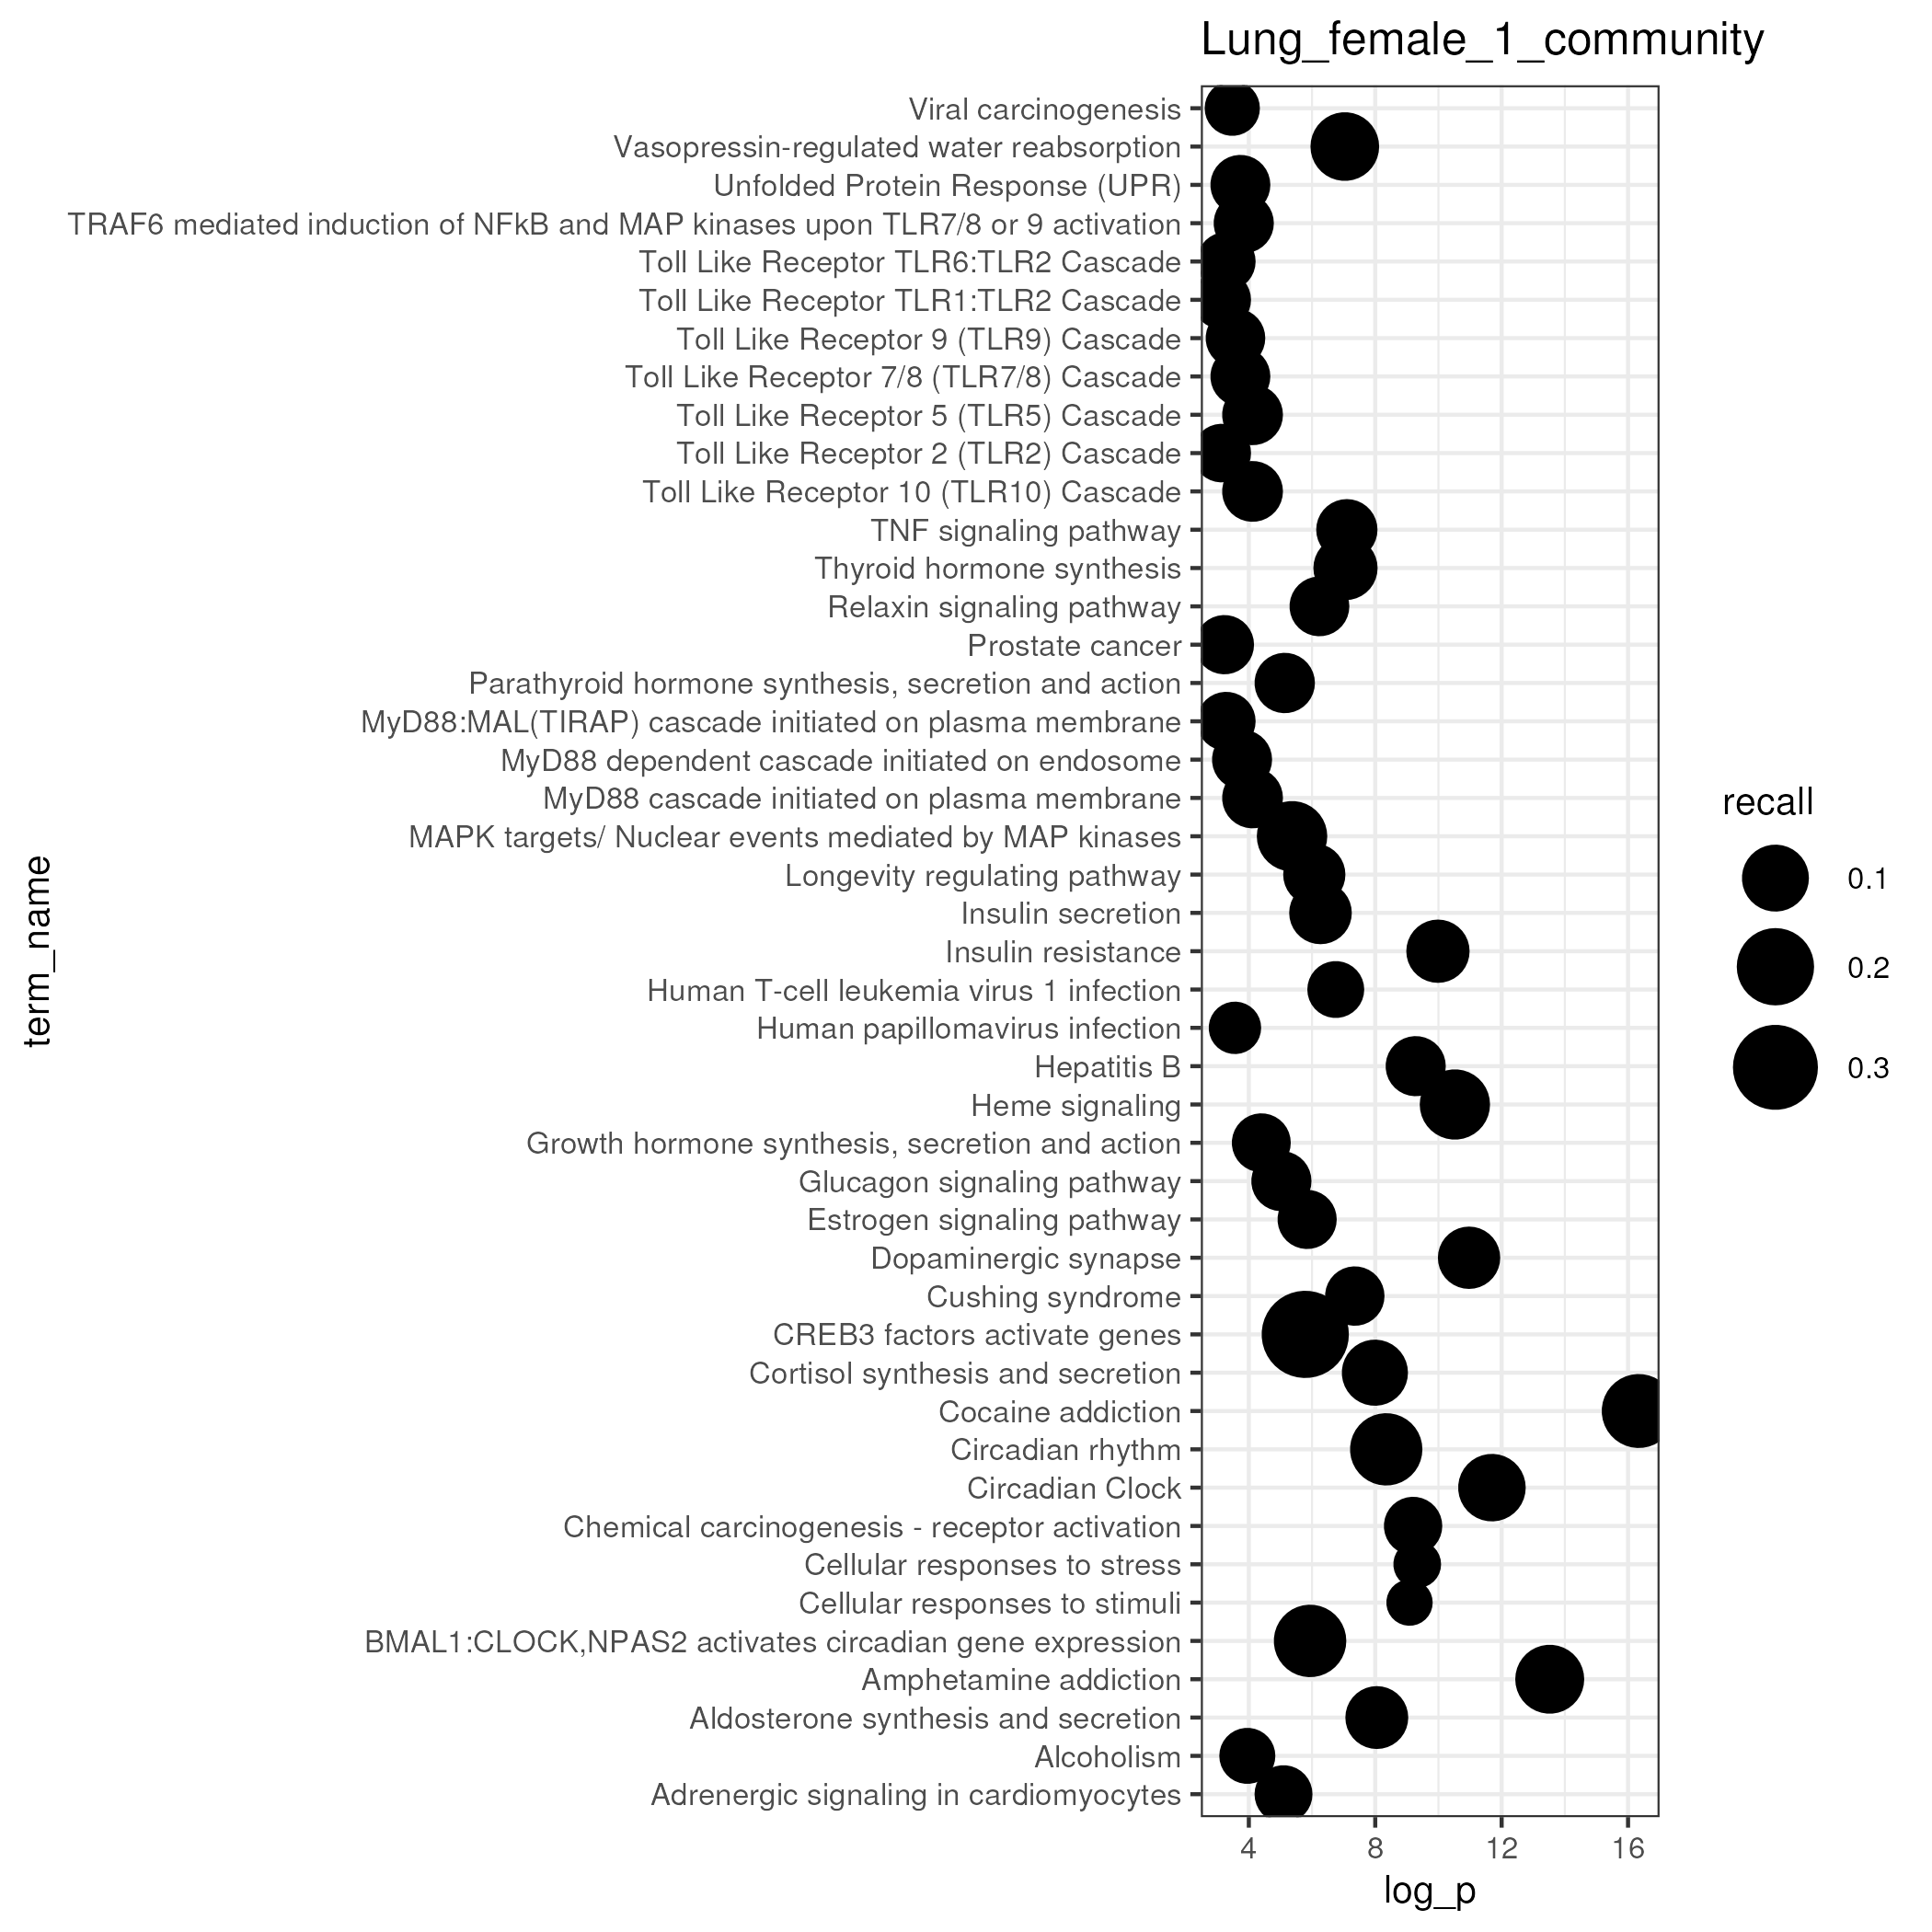 Lung_female_1_community
Viral carcinogenesis
Vasopressin-regulated water reabsorption
Unfolded Protein Response (UPR)
TRAF6 mediated induction of NFkB and MAP kinases upon TLR7/8 or 9 activation
Toll Like Receptor TLR6:TLR2 Cascade
Toll Like Receptor TLR1:TLR2 Cascade
Toll Like Receptor 9 (TLR9) Cascade
Toll Like Receptor 7/8 (TLR7/8) Cascade
Toll Like Receptor 5 (TLR5) Cascade
Toll Like Receptor 2 (TLR2) Cascade
Toll Like Receptor 10 (TLR10) Cascade
TNF signaling pathway
Thyroid hormone synthesis
Relaxin signaling pathway
Prostate cancer
Parathyroid hormone synthesis, secretion and action
MyD88:MAL(TIRAP) cascade initiated on plasma membrane
MyD88 dependent cascade initiated on endosome
MyD88 cascade initiated on plasma membrane
MAPK targets/ Nuclear events mediated by MAP kinases
Longevity regulating pathway
Insulin secretion
Insulin resistance
Human T-cell leukemia virus 1 infection
Human papillomavirus infection
Hepatitis B
Heme signaling
Growth hormone synthesis, secretion and action
Glucagon signaling pathway
Estrogen signaling pathway
Dopaminergic synapse
Cushing syndrome
CREB3 factors activate genes
Cortisol synthesis and secretion
Cocaine addiction
Circadian rhythm
Circadian Clock
Chemical carcinogenesis - receptor activation
Cellular responses to stress
Cellular responses to stimuli
BMAL1:CLOCK,NPAS2 activates circadian gene expression
Amphetamine addiction
Aldosterone synthesis and secretion
Alcoholism
Adrenergic signaling in cardiomyocytes
term_name
4 8 12 16
log_p
recall
0.1
0.2
0.3